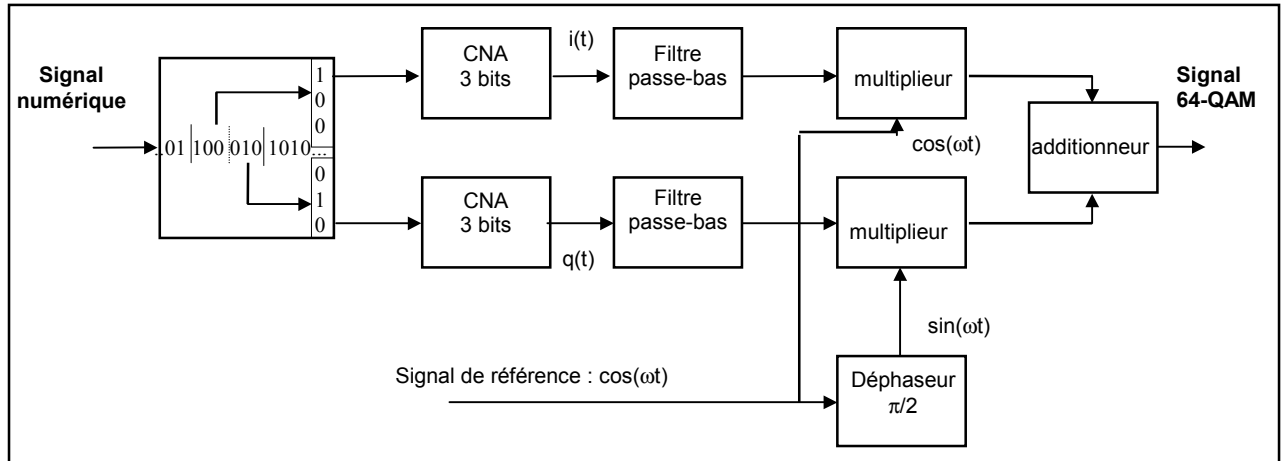 Signal
numérique
..01 100 010 1010...
1
0
0
0
1
0
CNA
3 bits
i(t)
Filtre
passe-bas
multiplieur
cos(ωt)
additionneur
Signal
64-QAM
CNA
3 bits
q(t)
Filtre
passe-bas
multiplieur
sin(ωt)
Signal de référence : cos(ωt)
Déphaseur
π/2